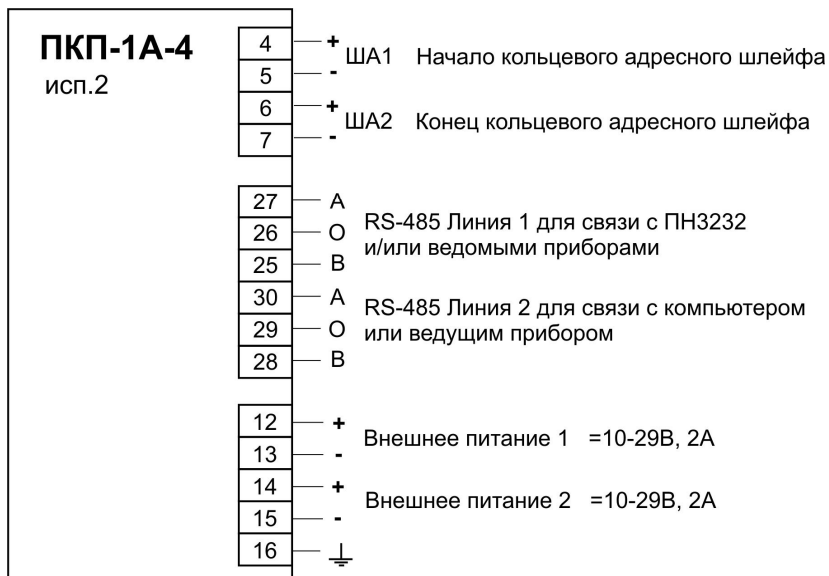 ПКП-1А-4
исп.2
4 +
ША1 Начало кольцевого адресного шлейфа
5 -
6 +
ША2 Конец кольцевого адресного шлейфа
7 -
27 А
RS-485 Линия 1 для связи с ПН3232
26 О
и/или ведомыми приборами
25 В
30 А
RS-485 Линия 2 для связи с компьютером
29 О
или ведущим прибором
28 В
12 +
Внешнее питание 1 =10-29В, 2А
13 -
14 +
Внешнее питание 2 =10-29В, 2А
15 -
16